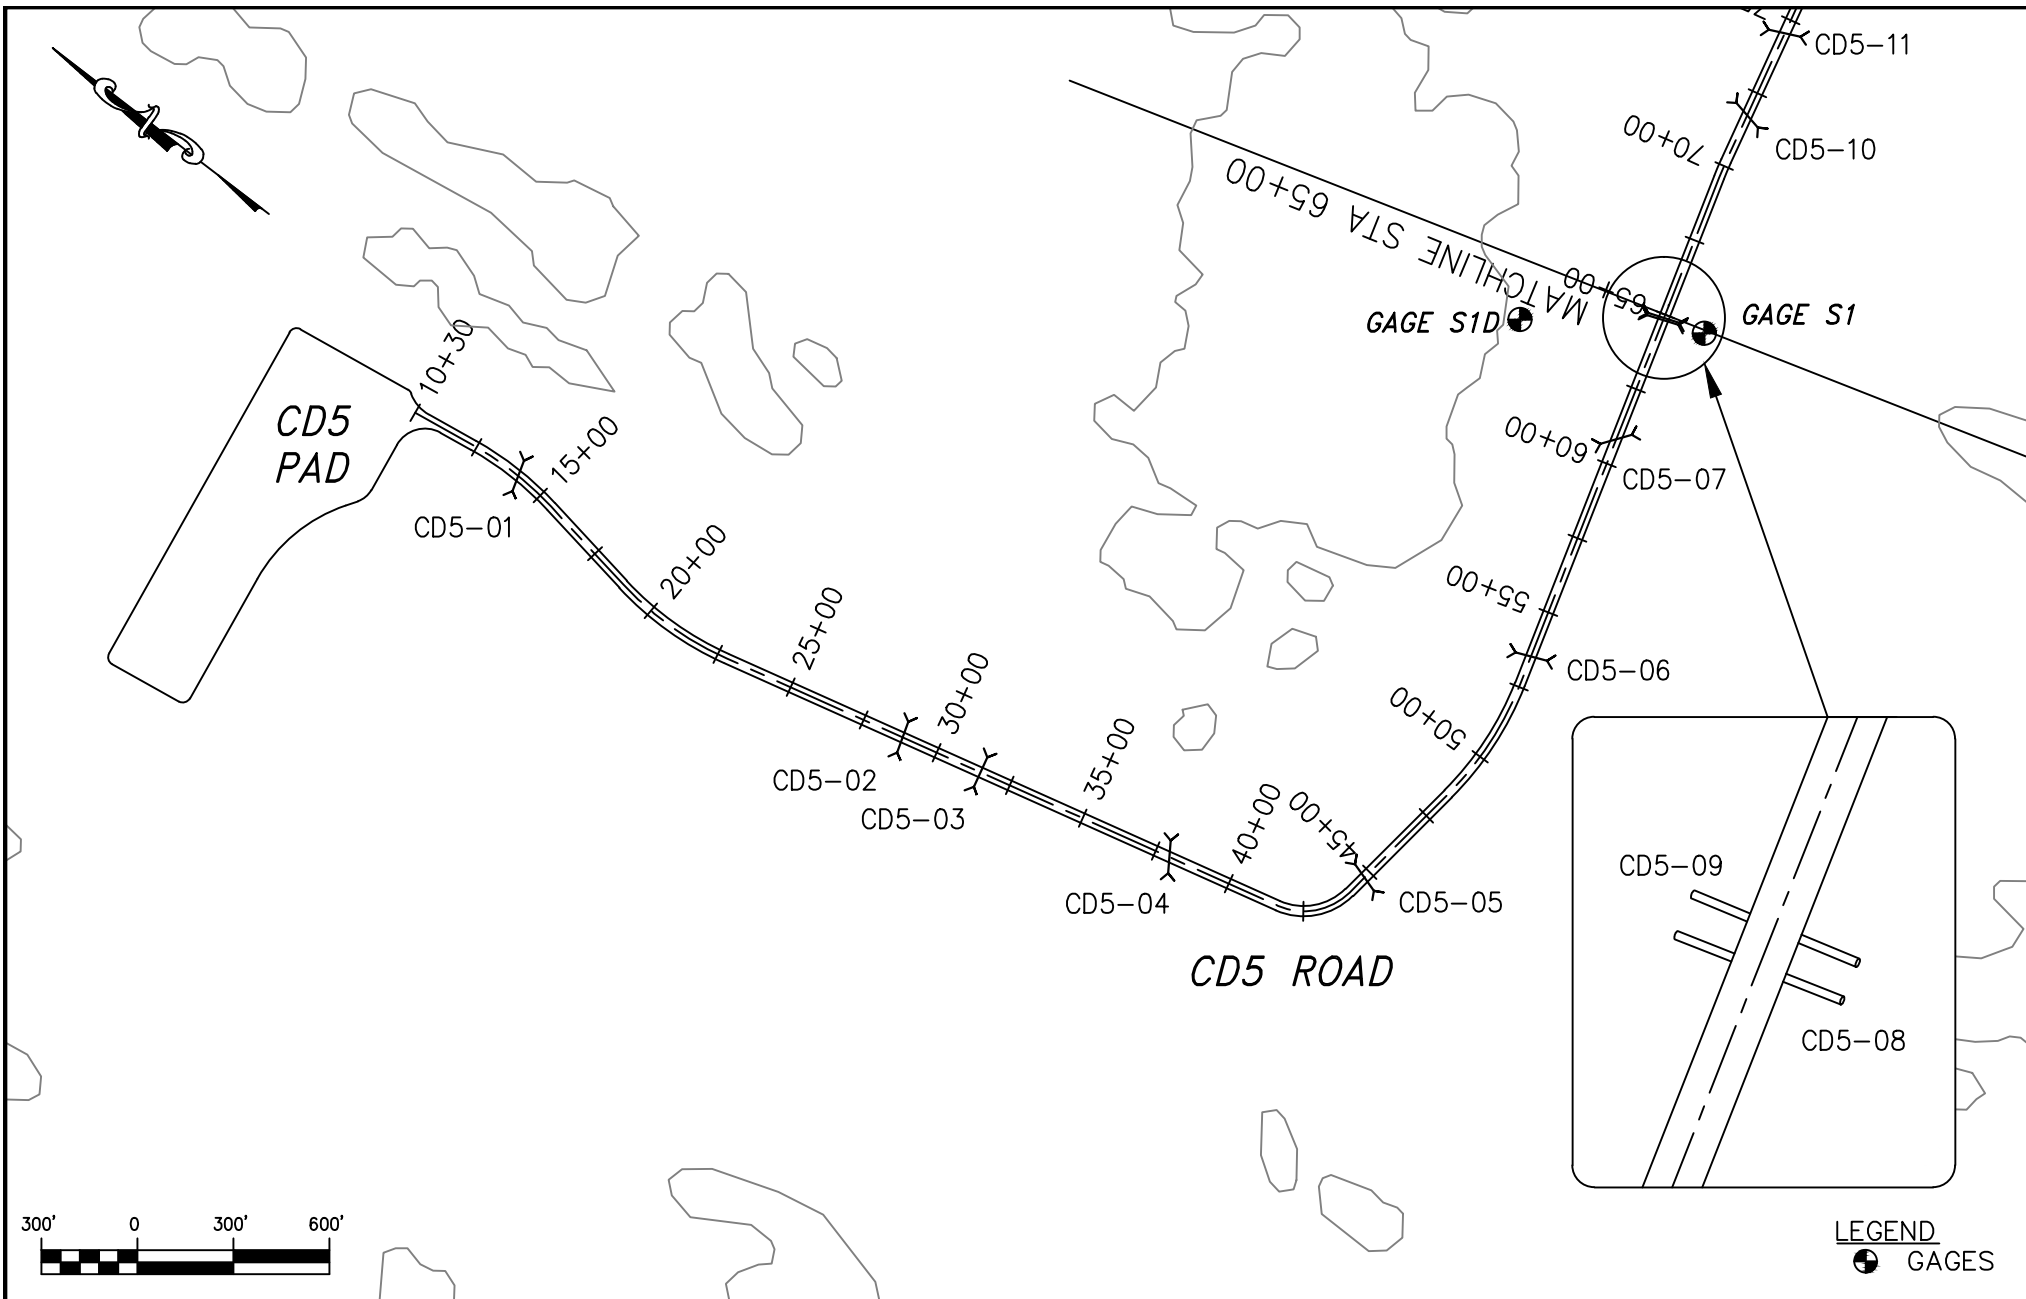 CD5-11
CD5-10
70+00
MATCHLINE STA 65+00
65+00
GAGE S1D
GAGE S1
10+30
CD5
PAD
15+00
CD5-01
60+00
CD5-07
20+00
25+00
55+00
CD5-06
30+00
50+00
CD5-02
35+00
CD5-03
40+00
45+00
CD5-04
CD5-05
CD5 ROAD
CD5-09
CD5-08
300' 0 300' 600'
LEGEND
GAGES